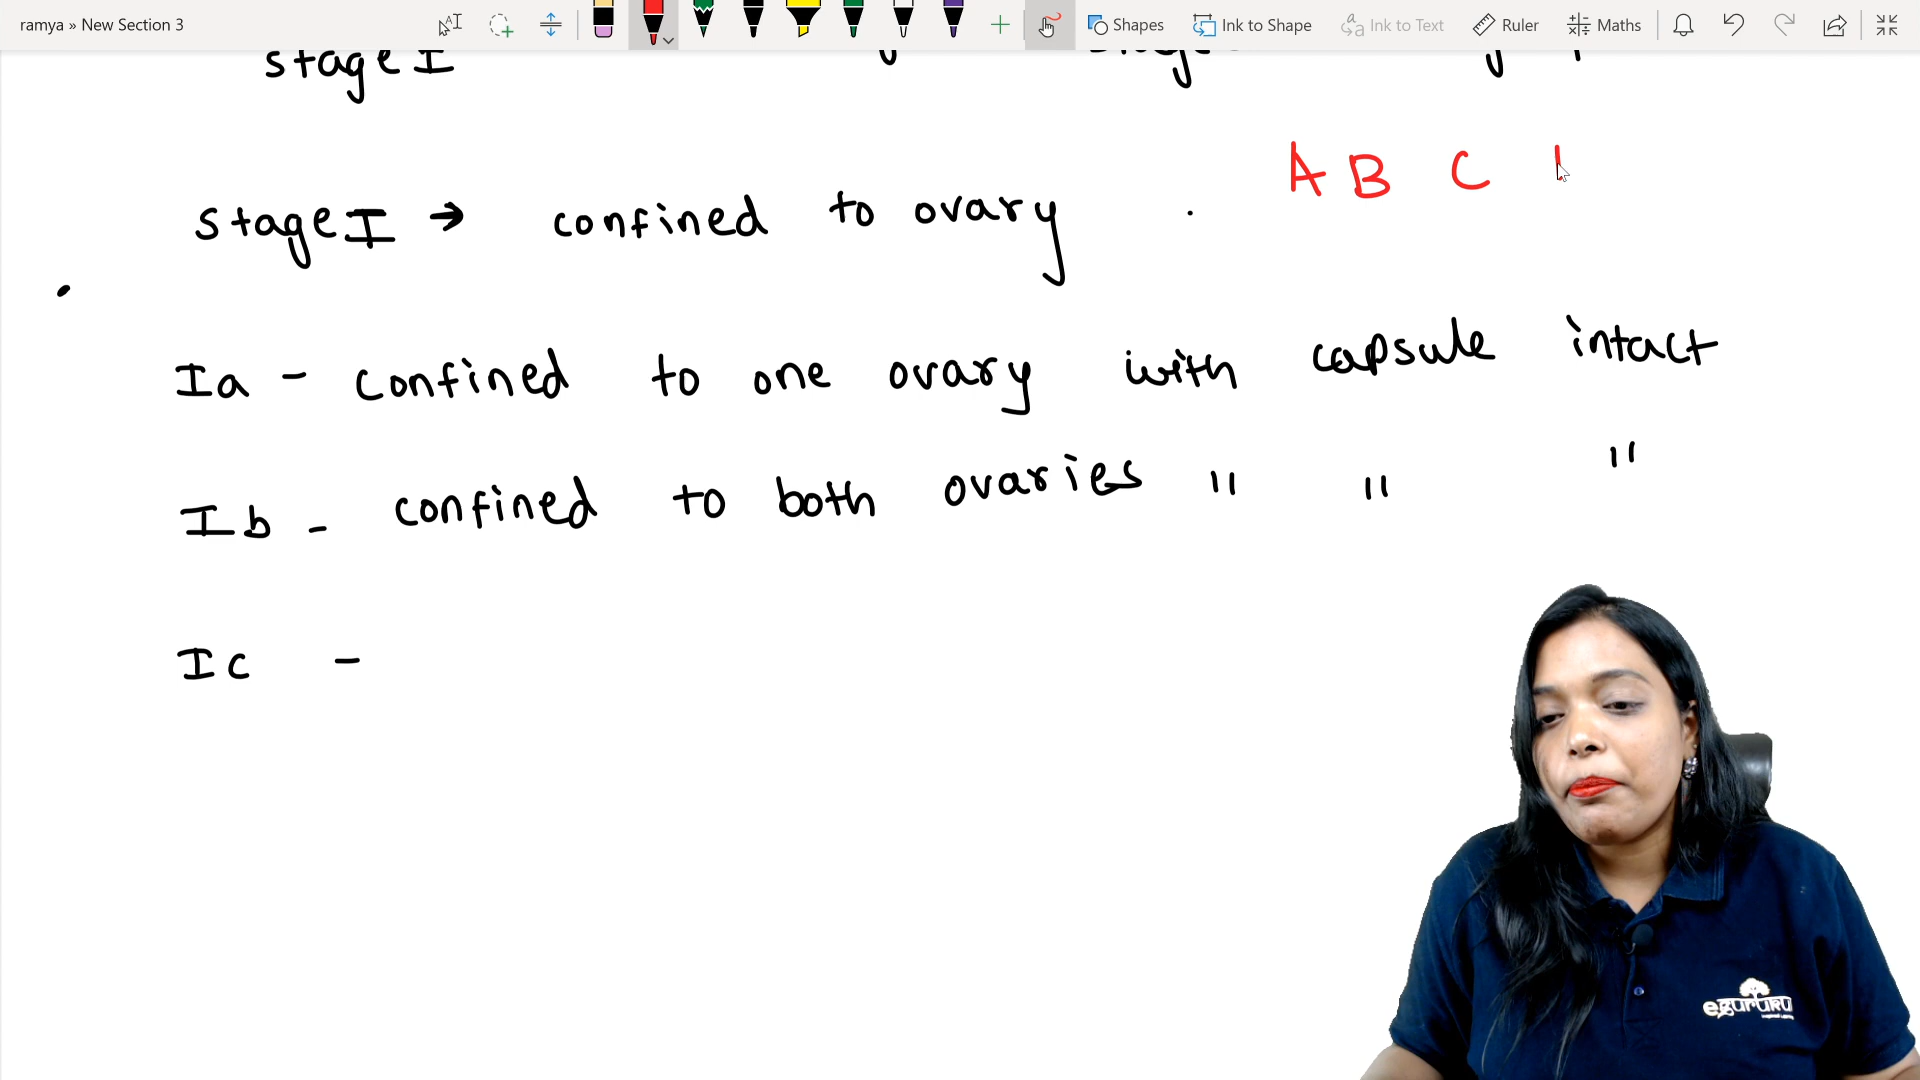 ramya » New Section 3
Shapes
Ink to Shape
Ink to Text
Ruler
Maths
stage I
A B C
stage I → confined to ovary
Ia - confined to one ovary with capsule intact
Ib - confined to both ovaries " " "
Ic -
eguruKu